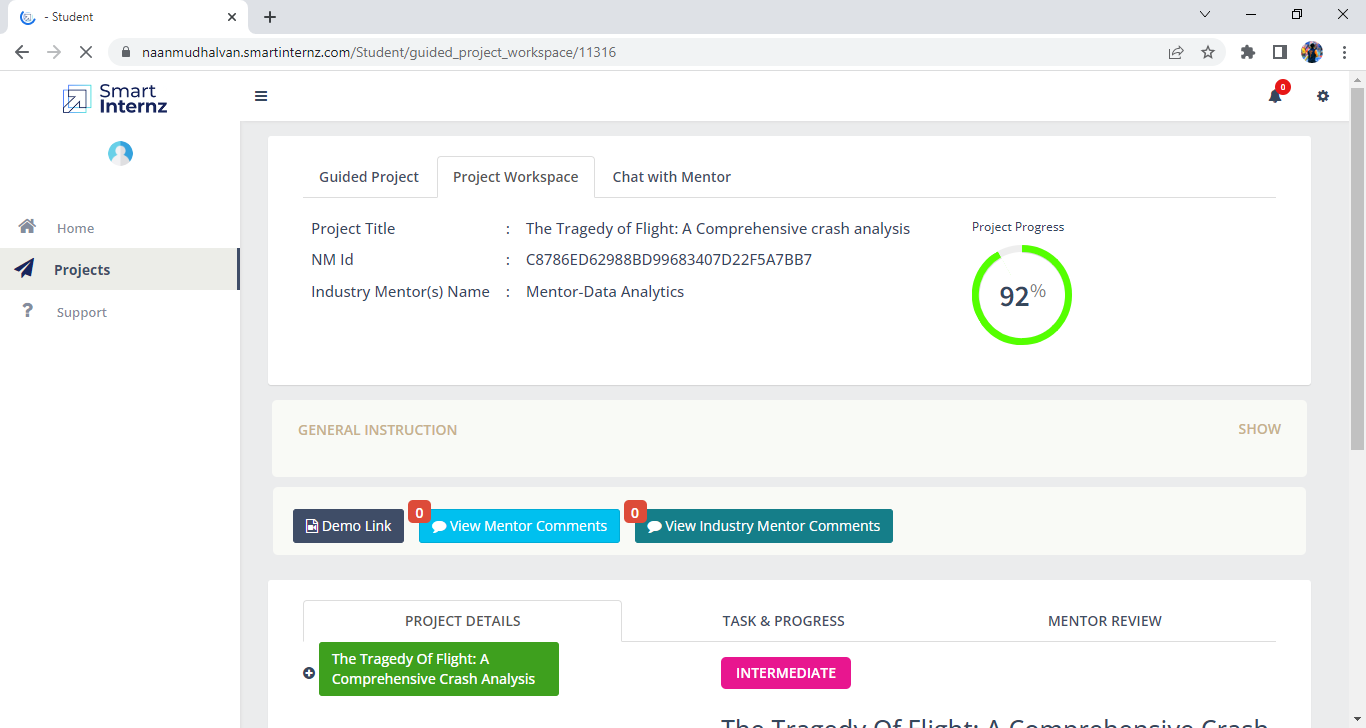 - Student
naanmudhalvan.smartinternz.com/Student/guided_project_workspace/11316
Smart
Internz
0
Home
Projects
Support
Guided Project
Project Workspace
Chat with Mentor
Project Title : The Tragedy of Flight: A Comprehensive crash analysis
NM Id : C8786ED62988BD99683407D22F5A7BB7
Industry Mentor(s) Name : Mentor-Data Analytics
Project Progress
92%
GENERAL INSTRUCTION
SHOW
Demo Link
0
View Mentor Comments
0
View Industry Mentor Comments
PROJECT DETAILS
TASK & PROGRESS
MENTOR REVIEW
The Tragedy Of Flight: A
Comprehensive Crash Analysis
INTERMEDIATE
The Tragedy Of Flight: A Comprehensive Crash